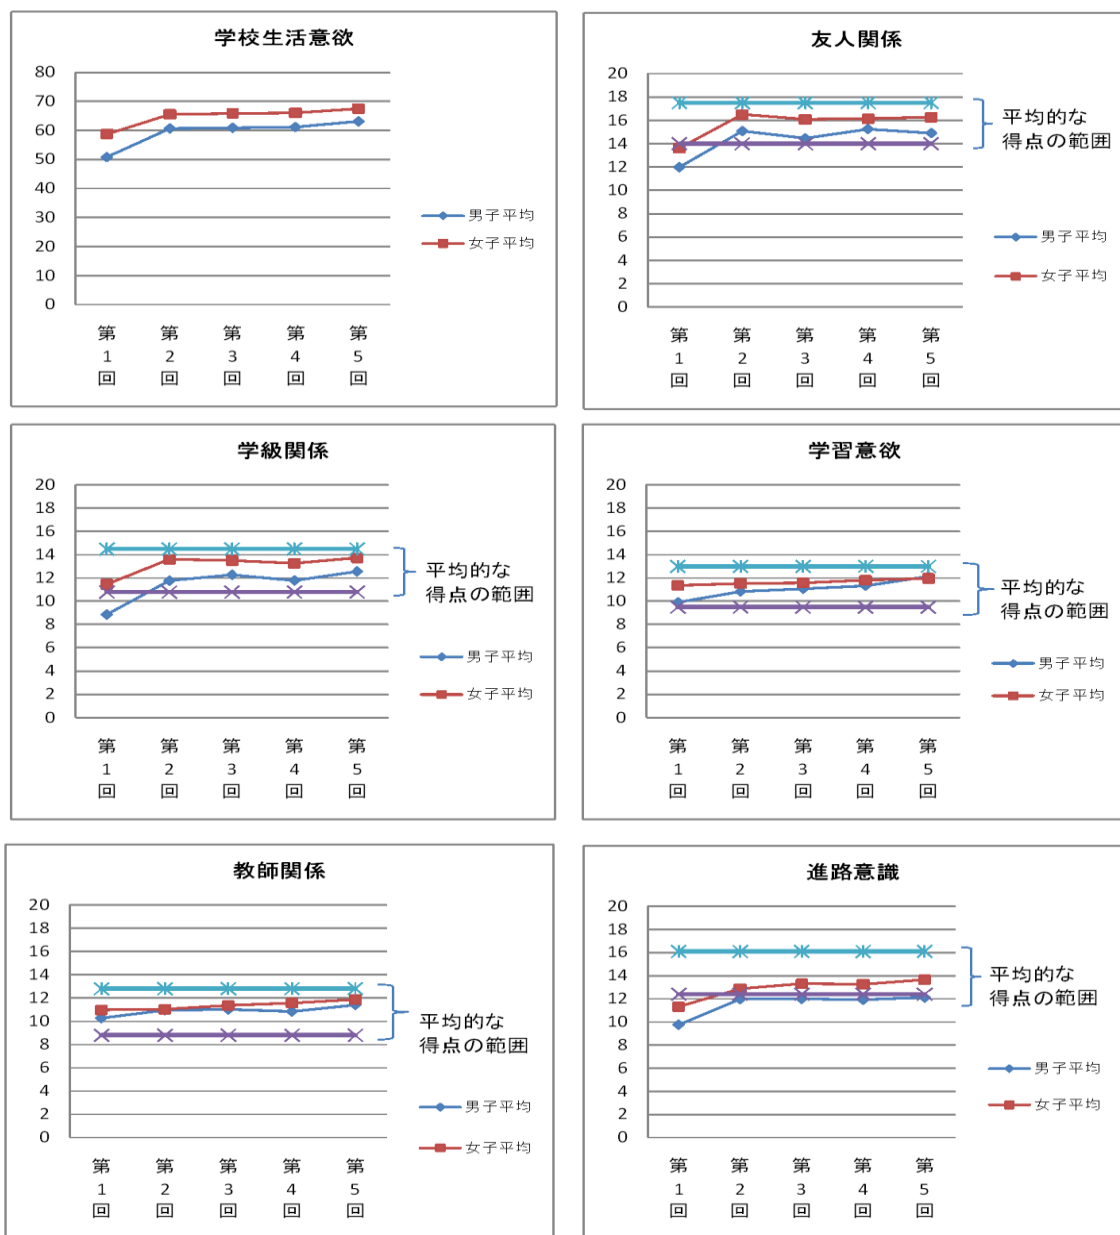 学校生活意欲
80
70
60
50
40
30
20
10
0
男子平均
女子平均
第1回
第2回
第3回
第4回
第5回
友人関係
20
18
16
14
12
10
8
6
4
2
0
平均的な
得点の範囲
男子平均
女子平均
第1回
第2回
第3回
第4回
第5回
学級関係
20
18
16
14
12
10
8
6
4
2
0
平均的な
得点の範囲
男子平均
女子平均
第1回
第2回
第3回
第4回
第5回
学習意欲
20
18
16
14
12
10
8
6
4
2
0
平均的な
得点の範囲
男子平均
女子平均
第1回
第2回
第3回
第4回
第5回
教師関係
20
18
16
14
12
10
8
6
4
2
0
平均的な
得点の範囲
男子平均
女子平均
第1回
第2回
第3回
第4回
第5回
進路意識
20
18
16
14
12
10
8
6
4
2
0
平均的な
得点の範囲
男子平均
女子平均
第1回
第2回
第3回
第4回
第5回